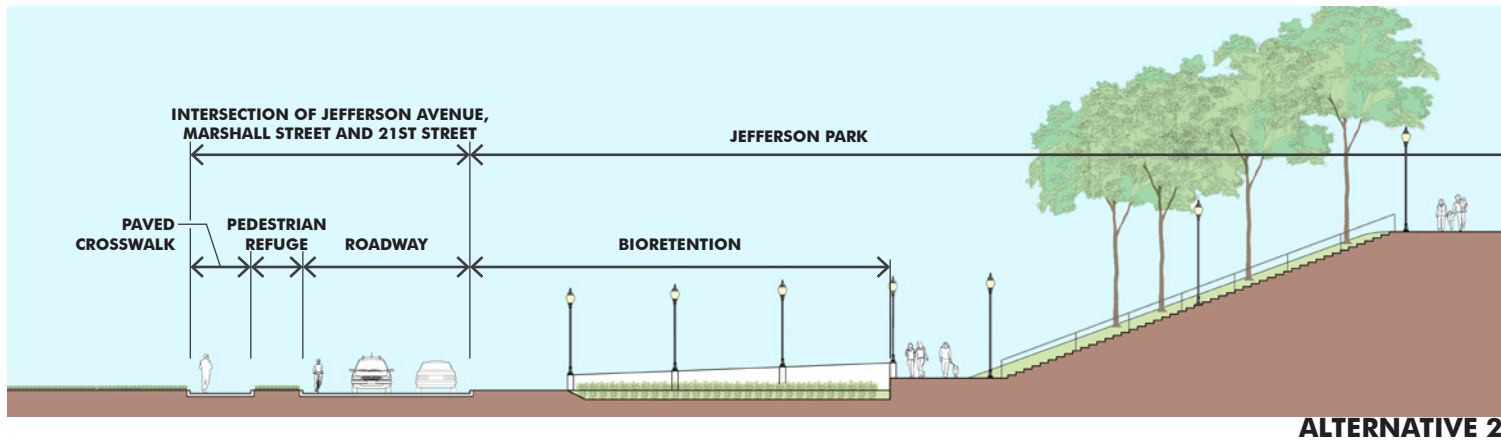 INTERSECTION OF JEFFERSON AVENUE,
MARSHALL STREET AND 21ST STREET
JEFFERSON PARK
PAVED
CROSSWALK
PEDESTRIAN
REFUGE
ROADWAY
BIORETENTION
ALTERNATIVE 2